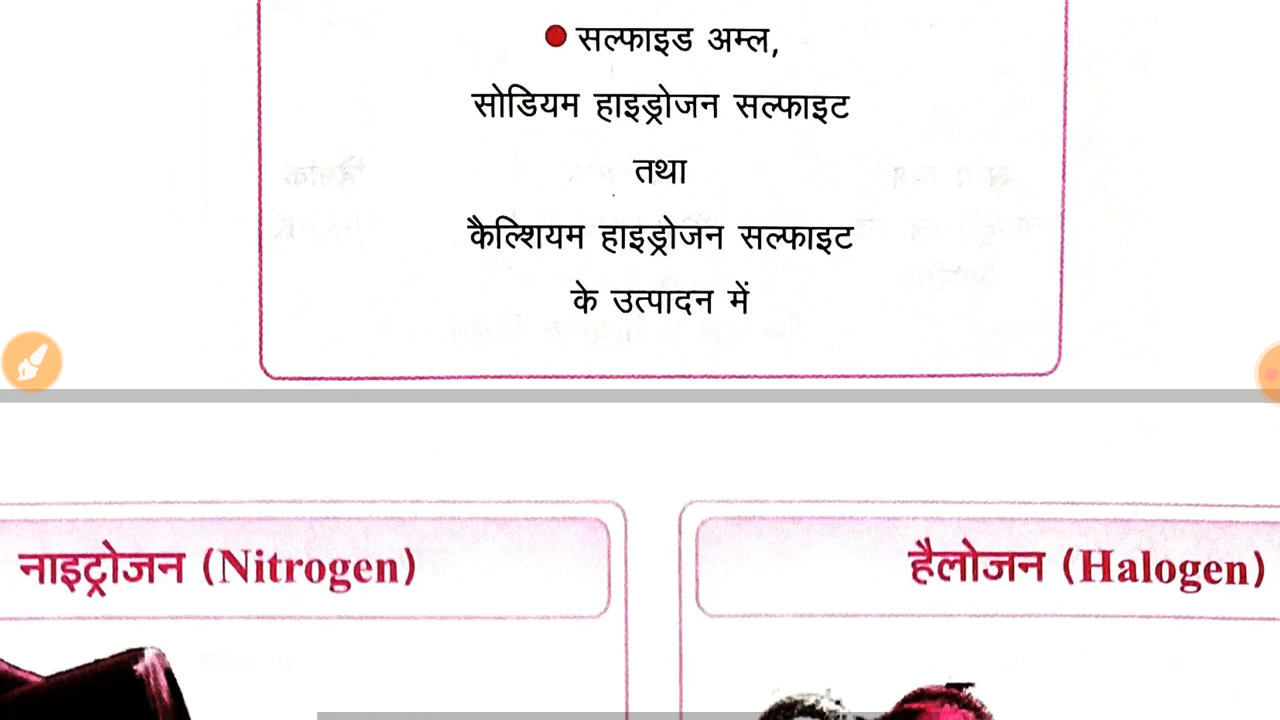 सल्फाइड अम्ल,
सोडियम हाइड्रोजन सल्फाइट
तथा
कैल्शियम हाइड्रोजन सल्फाइट
के उत्पादन में
नाइट्रोजन (Nitrogen)
हैलोजन (Halogen)